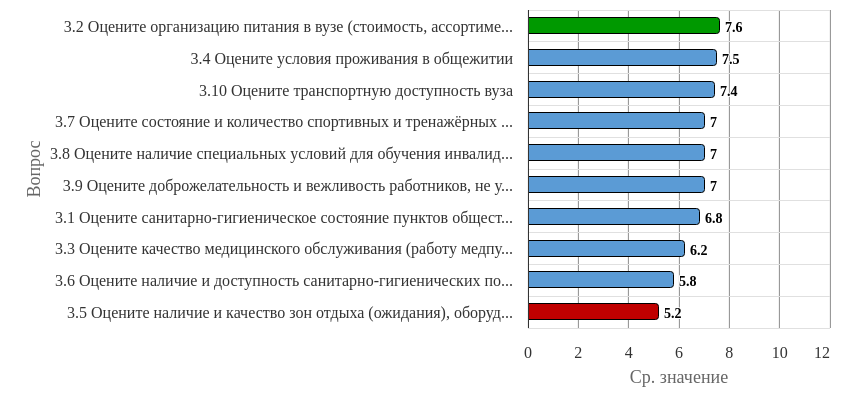 3.2 Оцените организацию питания в вузе (стоимость, ассортиме... 7.6
3.4 Оцените условия проживания в общежитии 7.5
3.10 Оцените транспортную доступность вуза 7.4
3.7 Оцените состояние и количество спортивных и тренажёрных ... 7
3.8 Оцените наличие специальных условий для обучения инвалид... 7
3.9 Оцените доброжелательность и вежливость работников, не у... 7
3.1 Оцените санитарно-гигиеническое состояние пунктов общест... 6.8
3.3 Оцените качество медицинского обслуживания (работу медпу... 6.2
3.6 Оцените наличие и доступность санитарно-гигиенических по... 5.8
3.5 Оцените наличие и качество зон отдыха (ожидания), оборуд... 5.2
Вопрос
0 2 4 6 8 10 12
Ср. значение